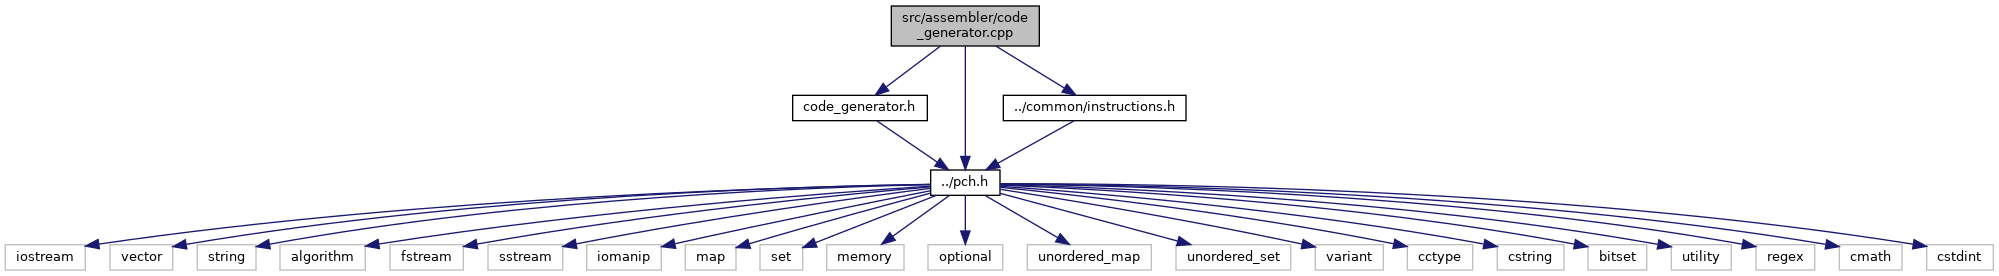 src/assembler/code
_generator.cpp
code_generator.h
../common/instructions.h
../pch.h
iostream
vector
string
algorithm
fstream
sstream
iomanip
map
set
memory
optional
unordered_map
unordered_set
variant
cctype
cstring
bitset
utility
regex
cmath
cstdint